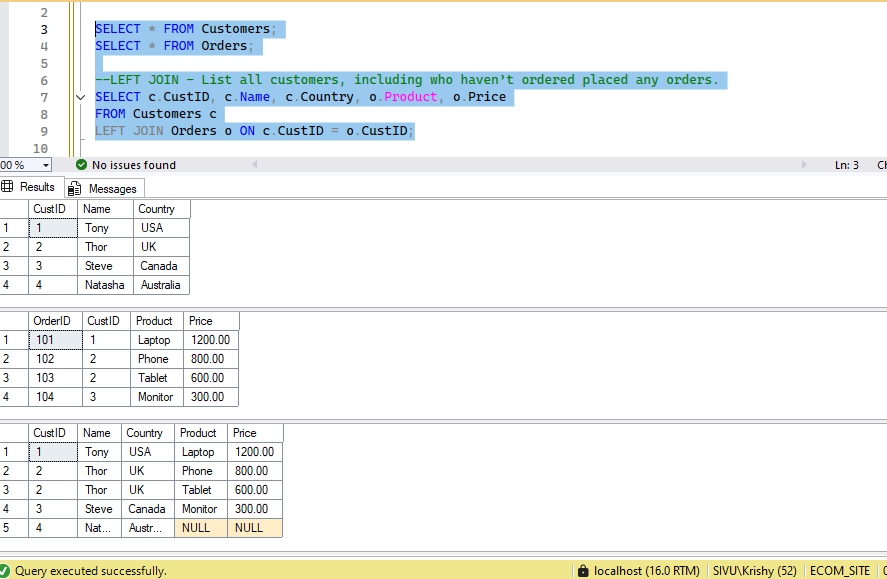 2
3 SELECT * FROM Customers;
4 SELECT * FROM Orders;
5
6 --LEFT JOIN - List all customers, including who haven't ordered placed any orders.
7 SELECT c.CustID, c.Name, c.Country, o.Product, o.Price
8 FROM Customers c
9 LEFT JOIN Orders o ON c.CustID = o.CustID;
10
00 % No issues found Ln: 3 Ch
Results Messages
CustID Name Country
1 1 Tony USA
2 2 Thor UK
3 3 Steve Canada
4 4 Natasha Australia
OrderID CustID Product Price
1 101 1 Laptop 1200.00
2 102 2 Phone 800.00
3 103 2 Tablet 600.00
4 104 3 Monitor 300.00
CustID Name Country Product Price
1 1 Tony USA Laptop 1200.00
2 2 Thor UK Phone 800.00
3 2 Thor UK Tablet 600.00
4 3 Steve Canada Monitor 300.00
5 4 Nat... Austr... NULL NULL
Query executed successfully. localhost (16.0 RTM) SIVU\Krishy (52) ECOM_SITE